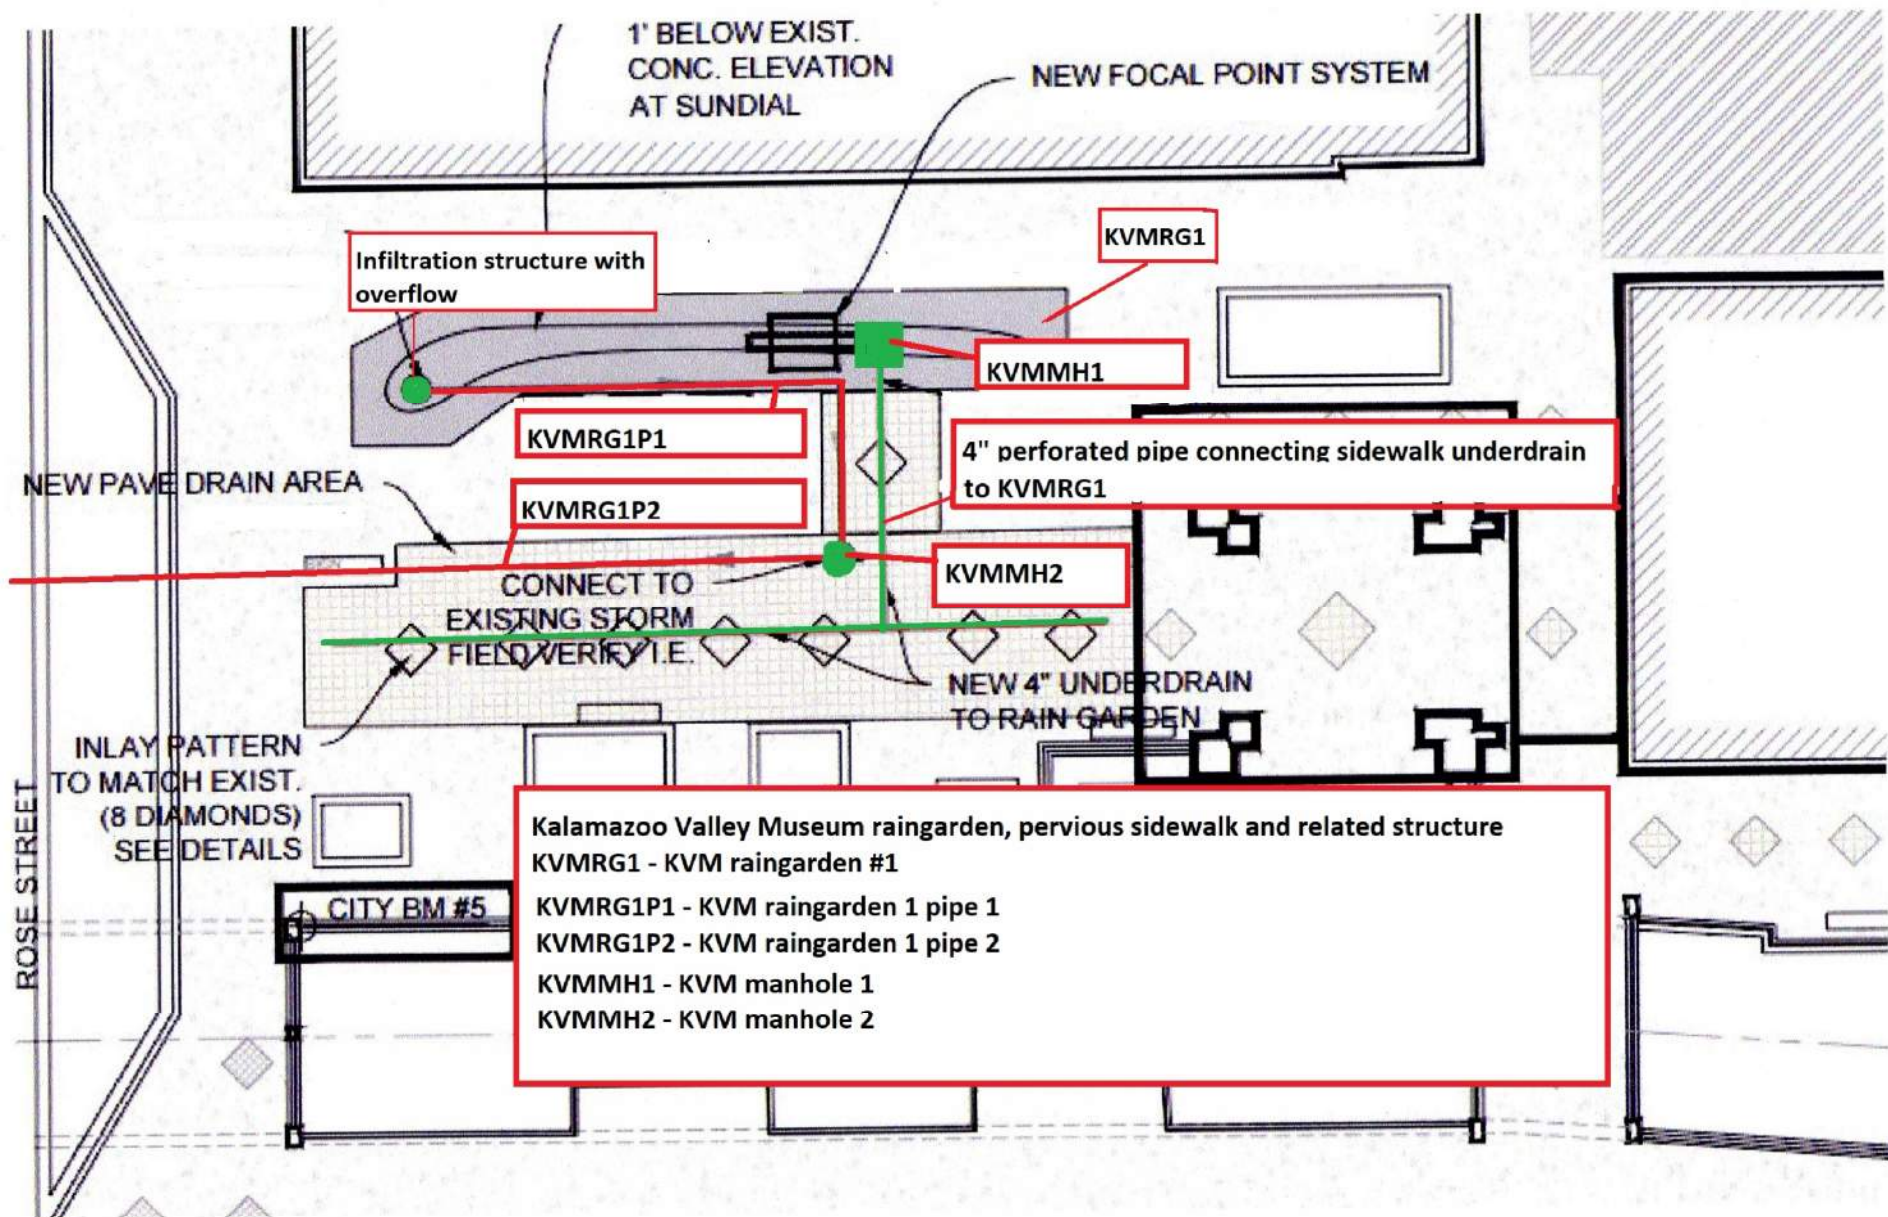 1' BELOW EXIST.
CONC. ELEVATION
AT SUNDIAL
NEW FOCAL POINT SYSTEM
KVMRG1
Infiltration structure with
overflow
KVMMH1
KVMRG1P1
4" perforated pipe connecting sidewalk underdrain
to KVMRG1
NEW PAVE DRAIN AREA
KVMRG1P2
KVMMH2
CONNECT TO
EXISTING STORM
FIELD VERIFY I.E.
NEW 4" UNDERDRAIN
TO RAIN GARDEN
INLAY PATTERN
TO MATCH EXIST.
(8 DIAMONDS)
SEE DETAILS
ROSE STREET
CITY BM #5
Kalamazoo Valley Museum raingarden, pervious sidewalk and related structure
KVMRG1 - KVM raingarden #1
KVMRG1P1 - KVM raingarden 1 pipe 1
KVMRG1P2 - KVM raingarden 1 pipe 2
KVMMH1 - KVM manhole 1
KVMMH2 - KVM manhole 2